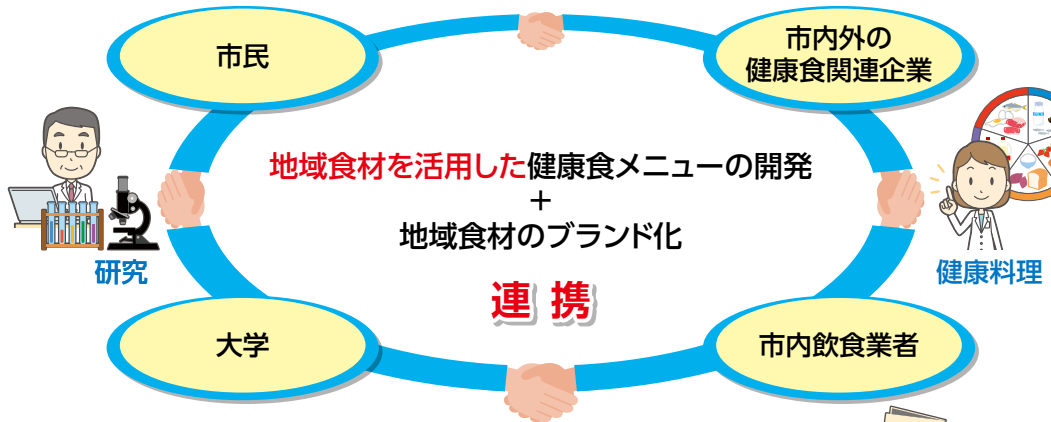 市民
市内外の
健康食関連企業
地域食材を活用した健康食メニューの開発
+
地域食材のブランド化
連携
研究
健康料理
大学
市内飲食業者